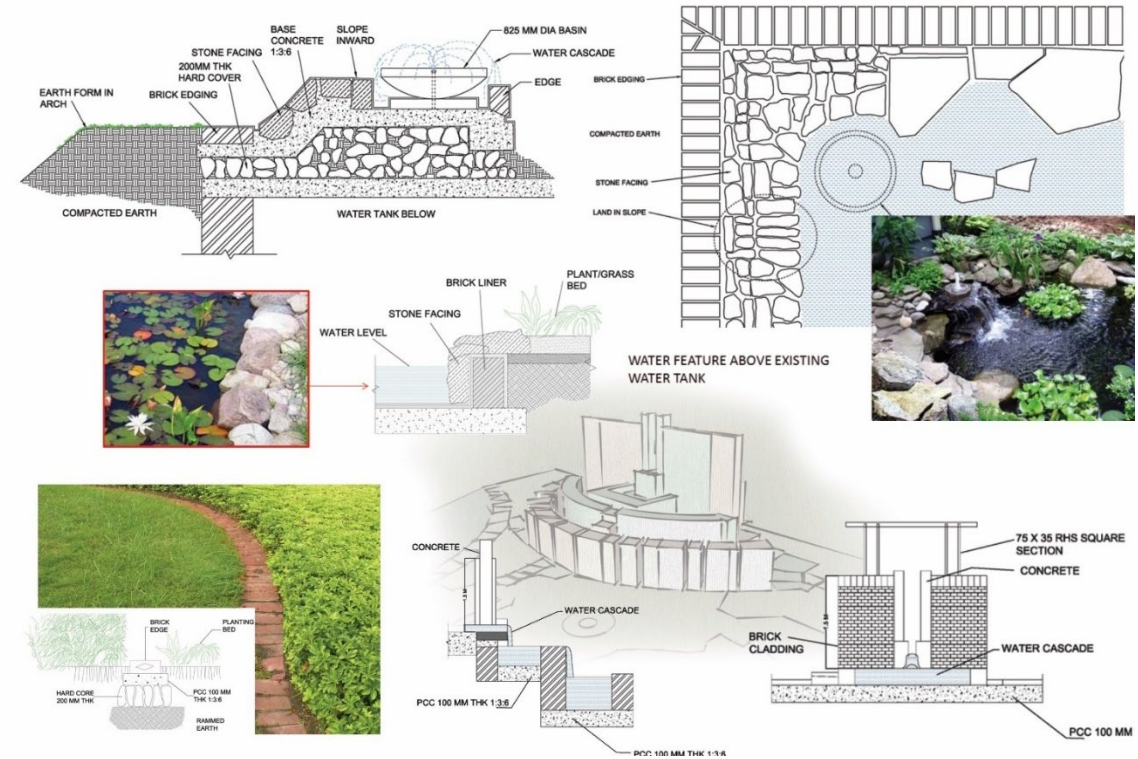 BASE
CONCRETE
1:3:6
SLOPE
INWARD
825 MM DIA BASIN
WATER CASCADE
STONE FACING
200MM THK
HARD COVER
BRICK EDGING
EDGE
EARTH FORM IN
ARCH
COMPACTED EARTH
WATER TANK BELOW
BRICK EDGING
COMPACTED EARTH
STONE FACING
LAND IN SLOPE
PLANT/GRASS
BED
BRICK LINER
STONE FACING
WATER LEVEL
WATER FEATURE ABOVE EXISTING
WATER TANK
BRICK
EDGE
PLANTING
BED
HARD CORE
200 MM THK
PCC 100 MM
THK 1:3:6
RAMMED
EARTH
CONCRETE
WATER CASCADE
PCC 100 MM THK 1:3:6
PCC 100 MM THK 1:3:6
75 X 35 RHS SQUARE
SECTION
CONCRETE
1.5 M
BRICK
CLADDING
WATER CASCADE
PCC 100 MM